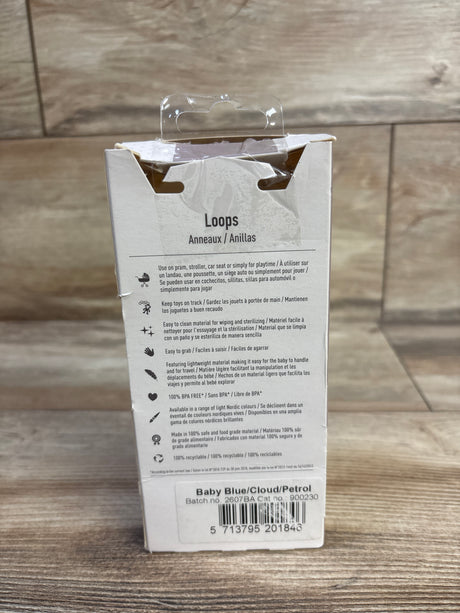 Loops
Anneaux / Anillas
Use on pram, stroller, car seat or simply for playtime / À utiliser sur
un landau, une poussette, un siège auto ou simplement pour jouer /
Se pueden usar en cochecitos, sillitas, sillas para automóvil o
simplemente para jugar
Keep toys on track / Gardez les jouets à portée de main / Mantienen
los juguetes a buen recaudo
Easy to clean material for wiping and sterilizing / Matériel facile à
nettoyer pour l'essuyage et la stérilisation / Material que se limpia
con un paño y se esteriliza de manera sencilla
Easy to grab / Faciles à saisir / Fáciles de agarrar
Featuring lightweight material making it easy for the baby to handle
and for travel / Matière légère facilitant la manipulation et les
déplacements du bébé / Hechos de un material ligero que facilita los
viajes y permite al bebé explorar
100% BPA FREE* / Sans BPA* / Libre de BPA*
Available in a range of light Nordic colours / Se déclinent dans un
éventail de couleurs nordiques vives / Disponibles en una amplia
gama de colores nórdicos brillantes
Made in 100% safe and food grade material / Matériau 100% sûr
de grade alimentaire / Fabricados con material 100% seguro y de
grado alimentario
100% recyclable / 100% recyclable / 100% reciclables
Baby Blue/Cloud/Petrol
Batch no. 2607BA Cat no. 900230
5 713795 201846